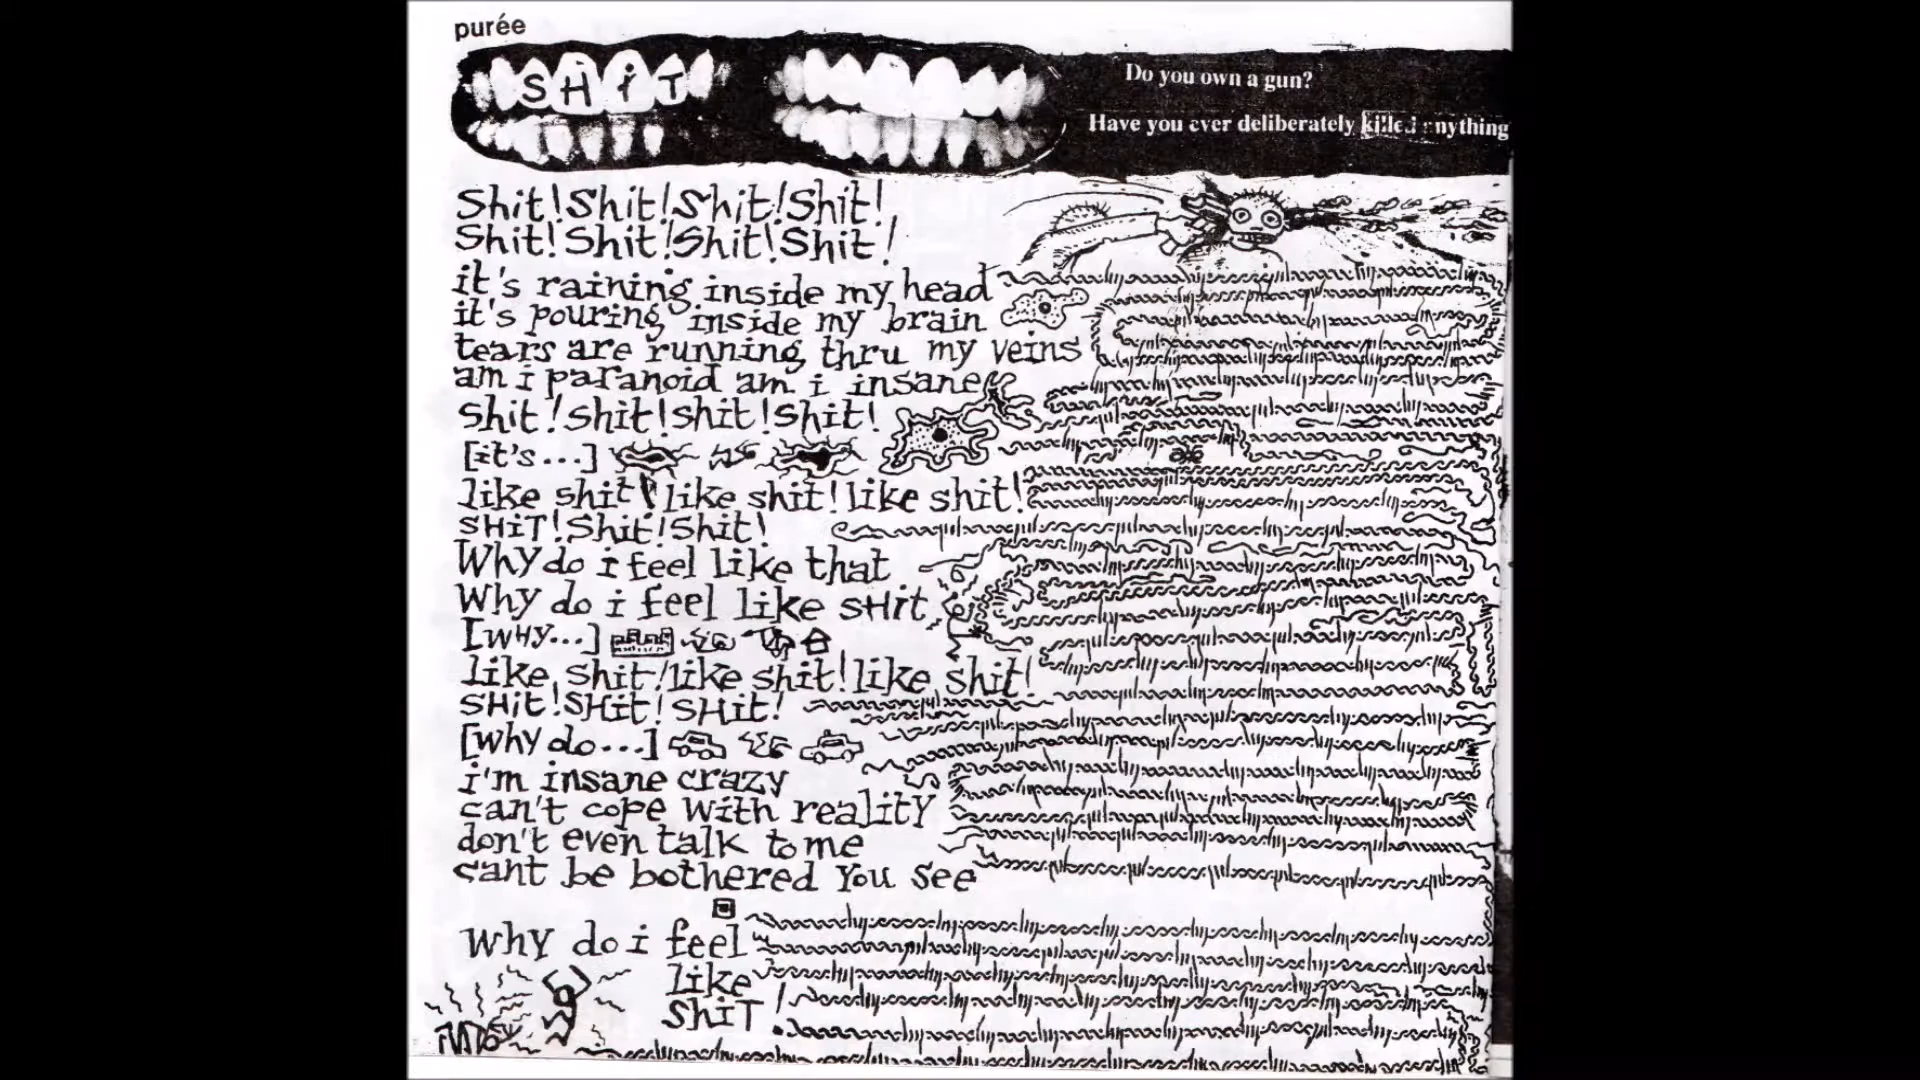 purée
SHiT
Do you own a gun?
Have you ever deliberately killed anything
Shit! Shit! Shit! Shit!
Shit! Shit! Shit! Shit!
it's raining inside my head
it's pouring inside my brain
tears are running thru my veins
am i paranoid am i insane
shit! shit! shit! shit!
[it's...]
like shit! like shit! like shit!
SHiT! Shit! Shit!
Why do i feel like that
Why do i feel like sHit
[wHY...]
like shit! like shit! like shit!
SHit! SHit! SHit!
[why do...]
i'm insane crazy
can't cope with reality
don't even talk to me
cant be bothered You see
why do i feel
like
shiT!